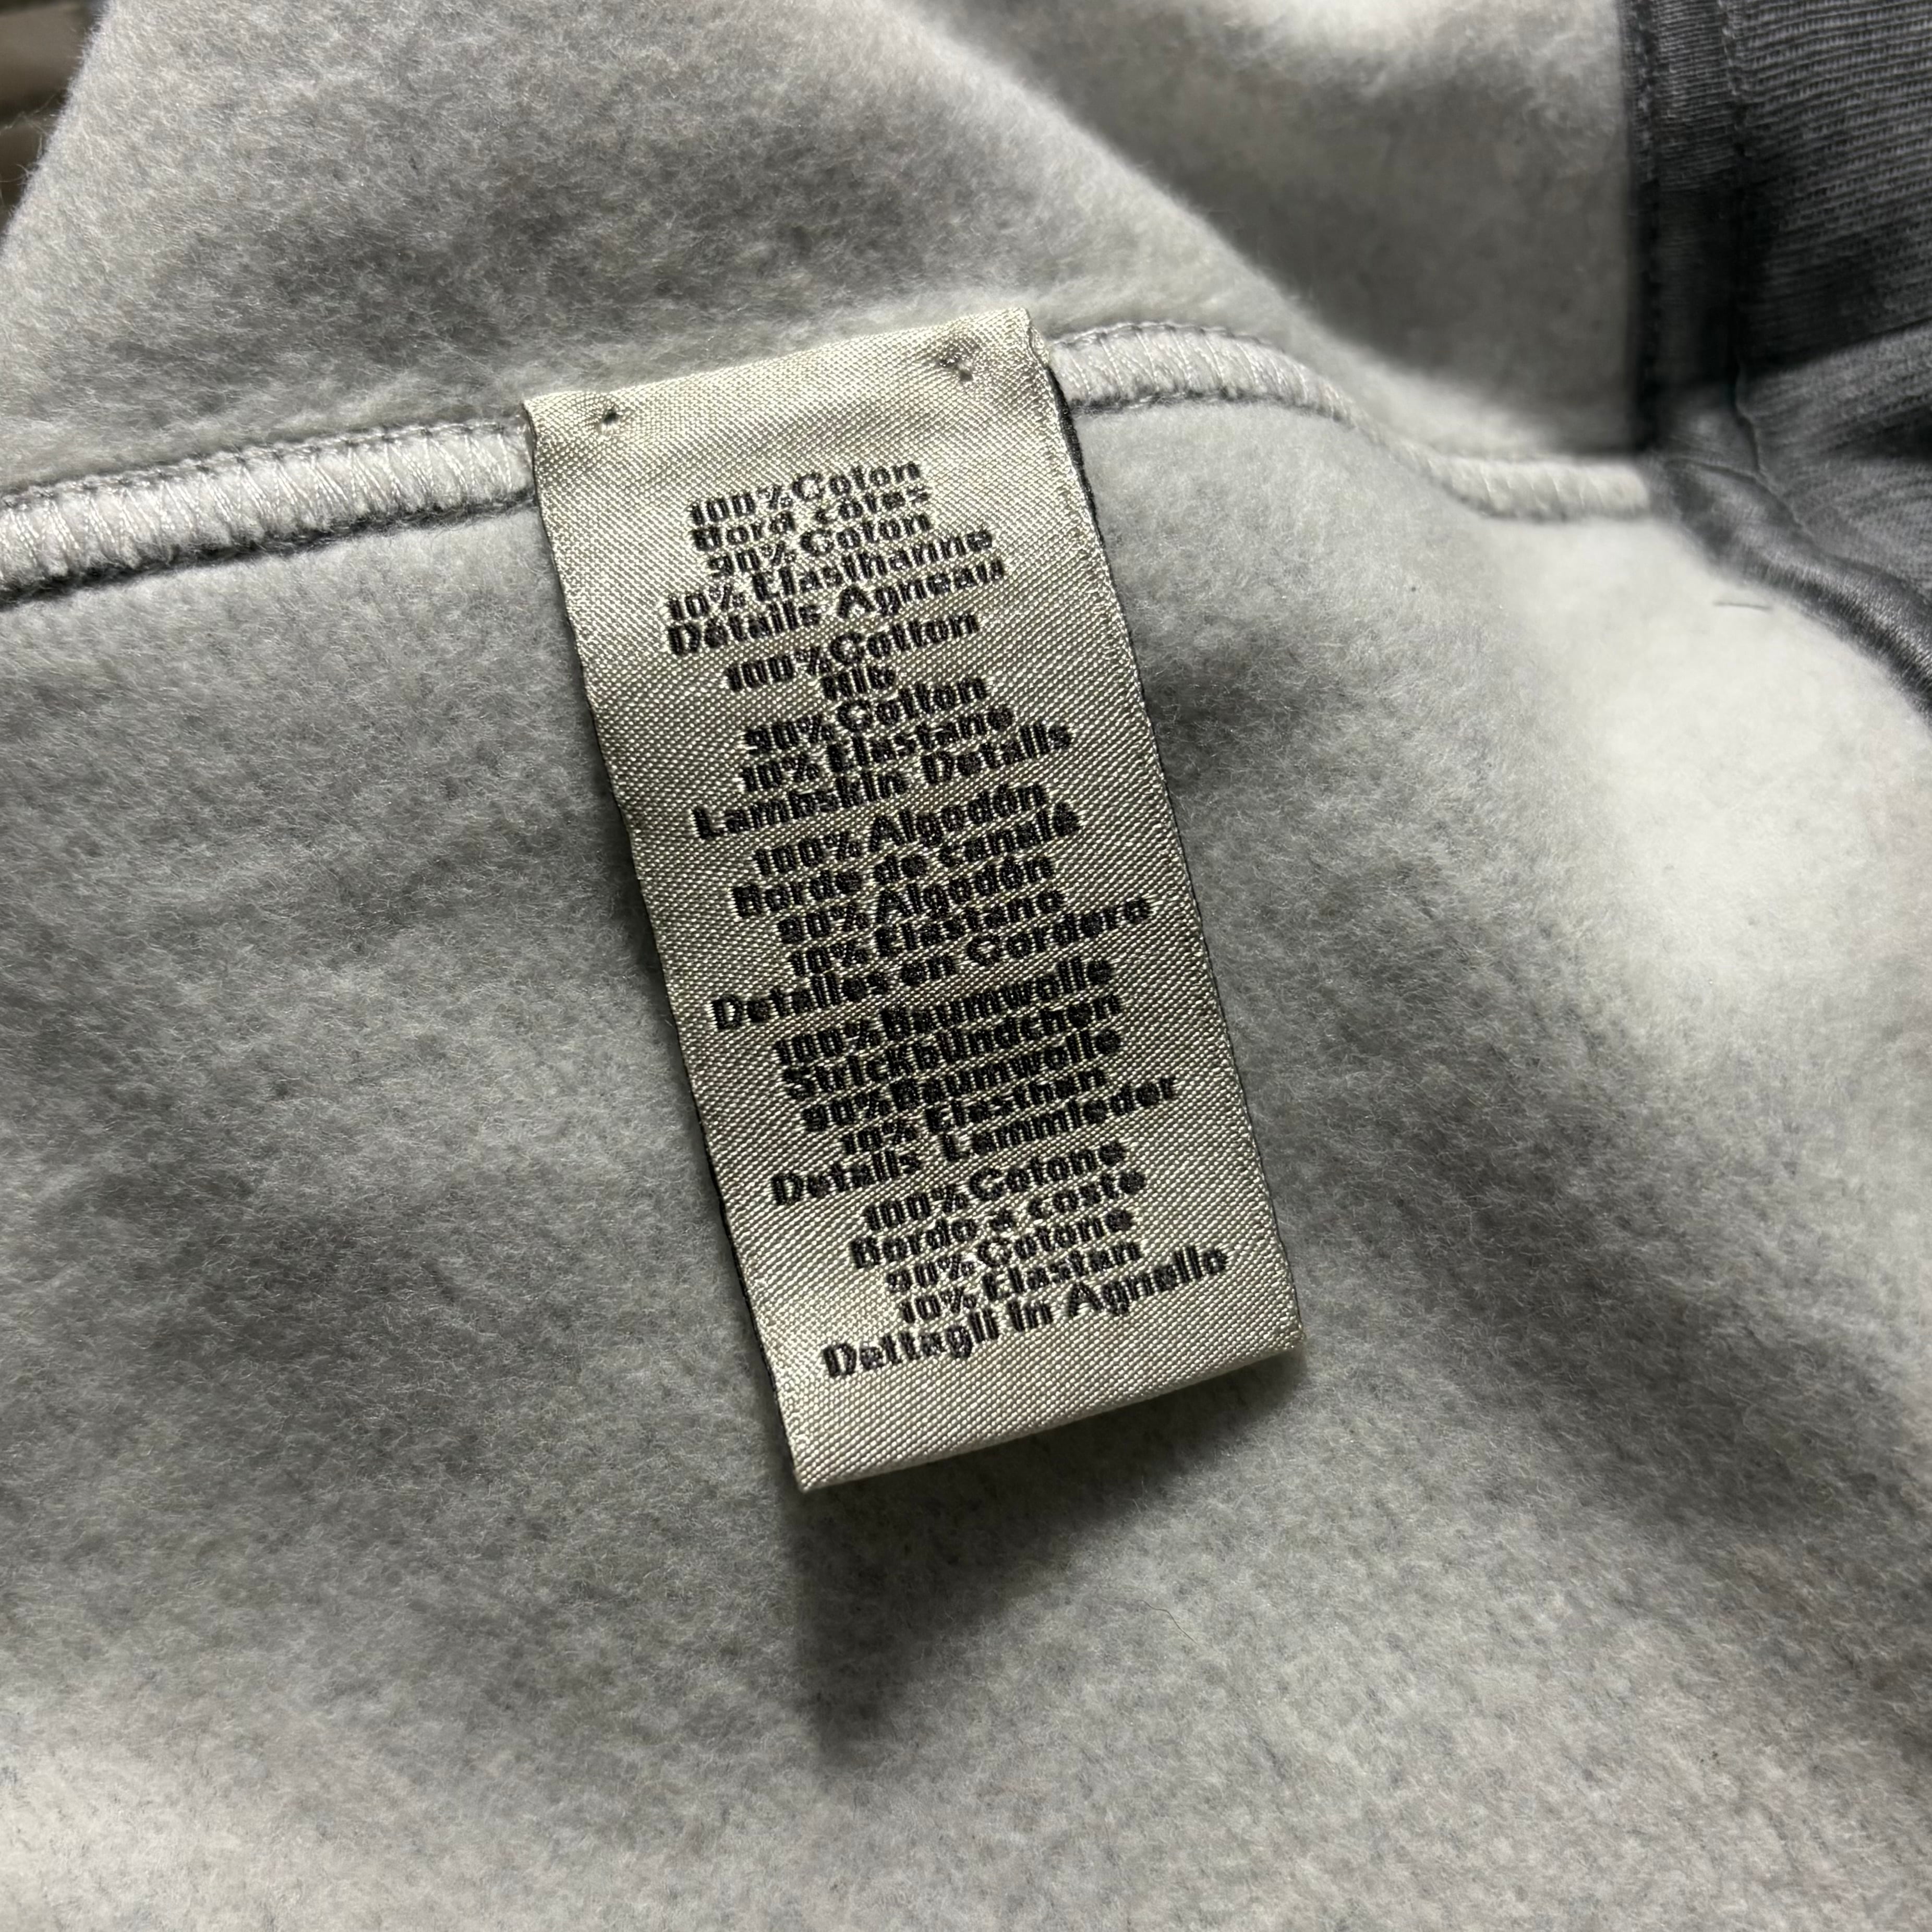 100% Coton
Bord côtes
90% Coton
10% Elasthanne
Détails Agneau
100% Cotton
Rib
90% Cotton
10% Elastane
Lambskin Details
100% Algodón
Borde de canalé
90% Algodón
10% Elastano
Detalles en Cordero
100% Baumwolle
Strickbündchen
90% Baumwolle
10% Elasthan
Details Lammleder
100% Cotone
Bordo a coste
90% Cotone
10% Elastan
Dettagli in Agnello